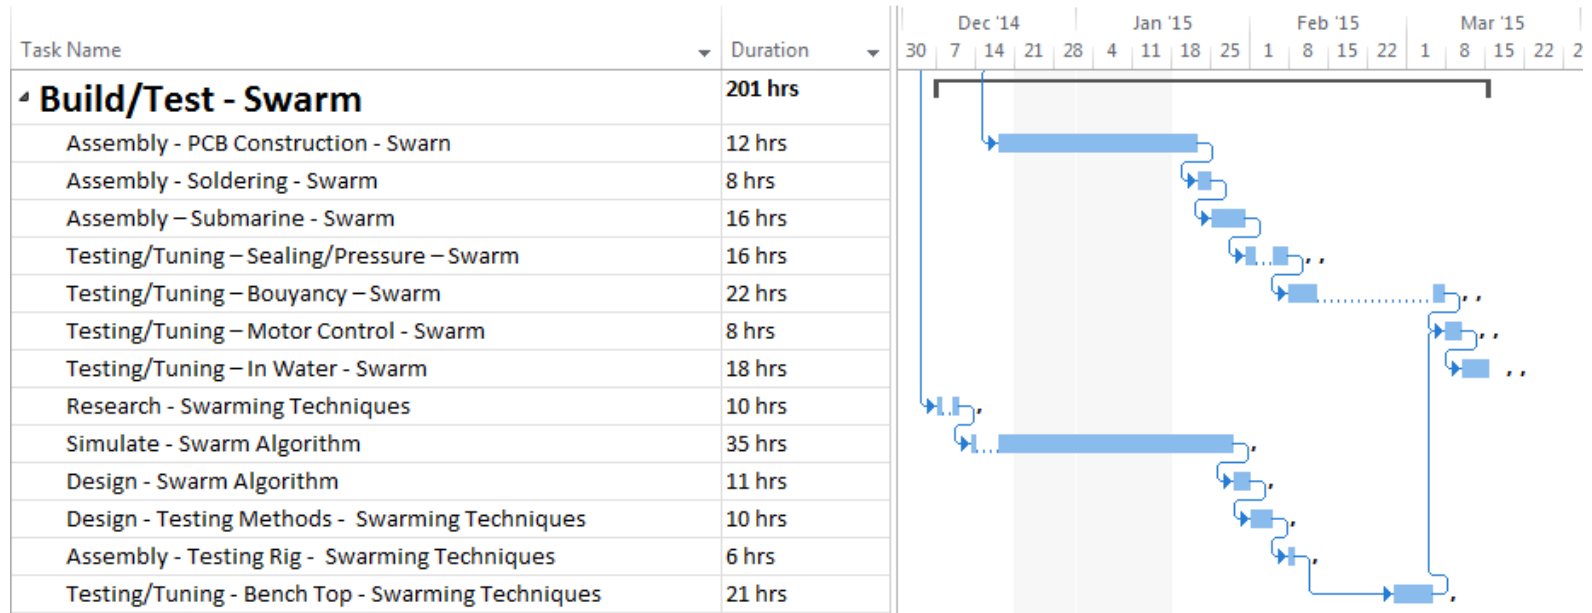 Dec '14 Jan '15 Feb '15 Mar '15
Task Name Duration 30 7 14 21 28 4 11 18 25 1 8 15 22 1 8 15 22 2
Build/Test - Swarm 201 hrs
Assembly - PCB Construction - Swarn 12 hrs
Assembly - Soldering - Swarm 8 hrs
Assembly – Submarine - Swarm 16 hrs
Testing/Tuning – Sealing/Pressure – Swarm 16 hrs , ,
Testing/Tuning – Bouyancy – Swarm 22 hrs , ,
Testing/Tuning – Motor Control - Swarm 8 hrs , ,
Testing/Tuning – In Water - Swarm 18 hrs , ,
Research - Swarming Techniques 10 hrs ,
Simulate - Swarm Algorithm 35 hrs ,
Design - Swarm Algorithm 11 hrs ,
Design - Testing Methods - Swarming Techniques 10 hrs ,
Assembly - Testing Rig - Swarming Techniques 6 hrs ,
Testing/Tuning - Bench Top - Swarming Techniques 21 hrs ,